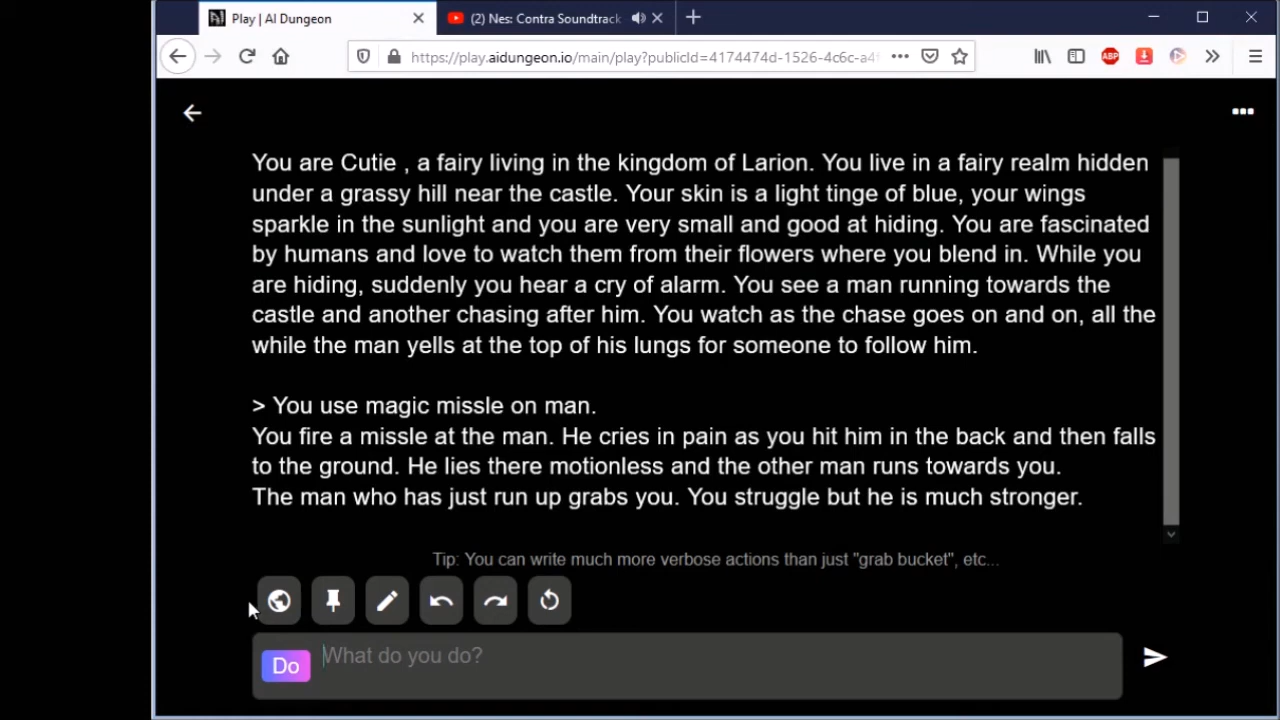 Play | AI Dungeon
(2) Nes: Contra Soundtrack
https://play.aidungeon.io/main/play?publicId=4174474d-1526-4c6c-a4
ABP
You are Cutie , a fairy living in the kingdom of Larion. You live in a fairy realm hidden
under a grassy hill near the castle. Your skin is a light tinge of blue, your wings
sparkle in the sunlight and you are very small and good at hiding. You are fascinated
by humans and love to watch them from their flowers where you blend in. While you
are hiding, suddenly you hear a cry of alarm. You see a man running towards the
castle and another chasing after him. You watch as the chase goes on and on, all the
while the man yells at the top of his lungs for someone to follow him.
> You use magic missle on man.
You fire a missle at the man. He cries in pain as you hit him in the back and then falls
to the ground. He lies there motionless and the other man runs towards you.
The man who has just run up grabs you. You struggle but he is much stronger.
Tip: You can write much more verbose actions than just "grab bucket", etc...
Do What do you do?